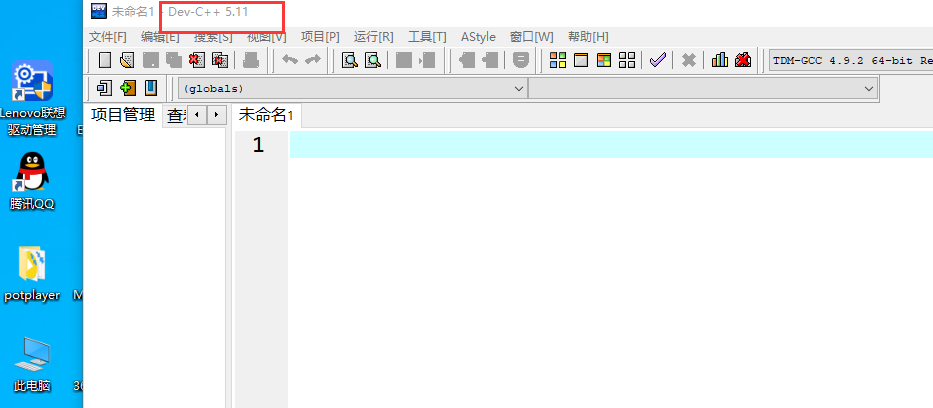 未命名1 - Dev-C++ 5.11
文件[F] 编辑[E] 搜索[S] 视图[V] 项目[P] 运行[R] 工具[T] AStyle 窗口[W] 帮助[H]
TDM-GCC 4.9.2 64-bit Re
(globals)
项目管理 查 未命名1
1
Lenovo联想
驱动管理
腾讯QQ
potplayer
此电脑